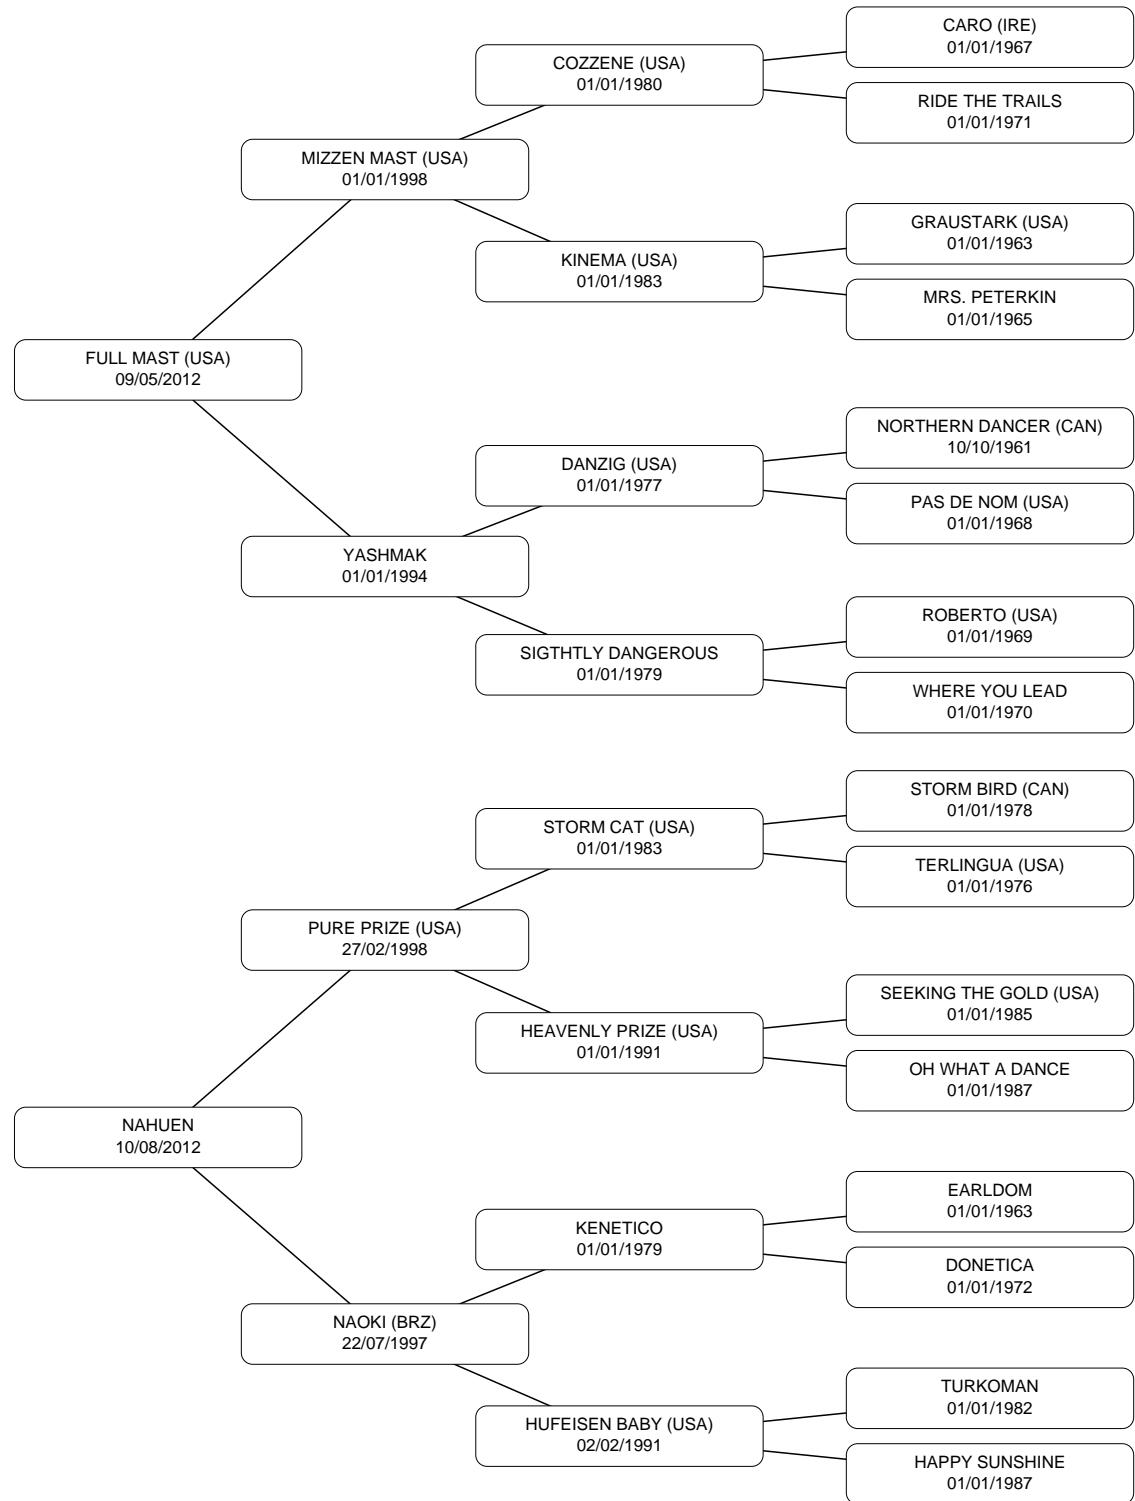 CARO (IRE)
01/01/1967
COZZENE (USA)
01/01/1980
RIDE THE TRAILS
01/01/1971
MIZZEN MAST (USA)
01/01/1998
GRAUSTARK (USA)
01/01/1963
KINEMA (USA)
01/01/1983
MRS. PETERKIN
01/01/1965
FULL MAST (USA)
09/05/2012
NORTHERN DANCER (CAN)
10/10/1961
DANZIG (USA)
01/01/1977
PAS DE NOM (USA)
01/01/1968
YASHMAK
01/01/1994
ROBERTO (USA)
01/01/1969
SIGTHTLY DANGEROUS
01/01/1979
WHERE YOU LEAD
01/01/1970
STORM BIRD (CAN)
01/01/1978
STORM CAT (USA)
01/01/1983
TERLINGUA (USA)
01/01/1976
PURE PRIZE (USA)
27/02/1998
SEEKING THE GOLD (USA)
01/01/1985
HEAVENLY PRIZE (USA)
01/01/1991
OH WHAT A DANCE
01/01/1987
NAHUEN
10/08/2012
EARLDOM
01/01/1963
KENETICO
01/01/1979
DONETICA
01/01/1972
NAOKI (BRZ)
22/07/1997
TURKOMAN
01/01/1982
HUFEISEN BABY (USA)
02/02/1991
HAPPY SUNSHINE
01/01/1987